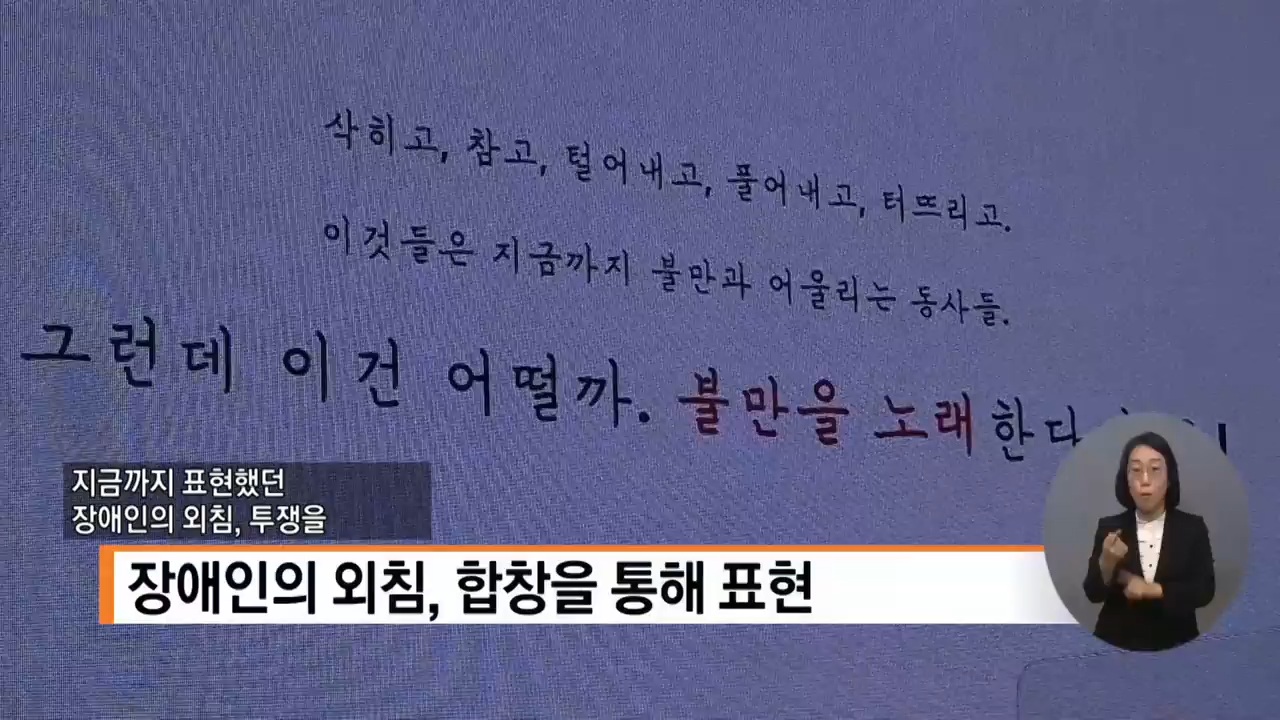 삭히고, 참고, 털어내고, 풀어내고, 터뜨리고.
이것들은 지금까지 불만과 어울리는 동사들.
그런데 이건 어떨까. 불만을 노래한다
지금까지 표현했던
장애인의 외침, 투쟁을
장애인의 외침, 합창을 통해 표현